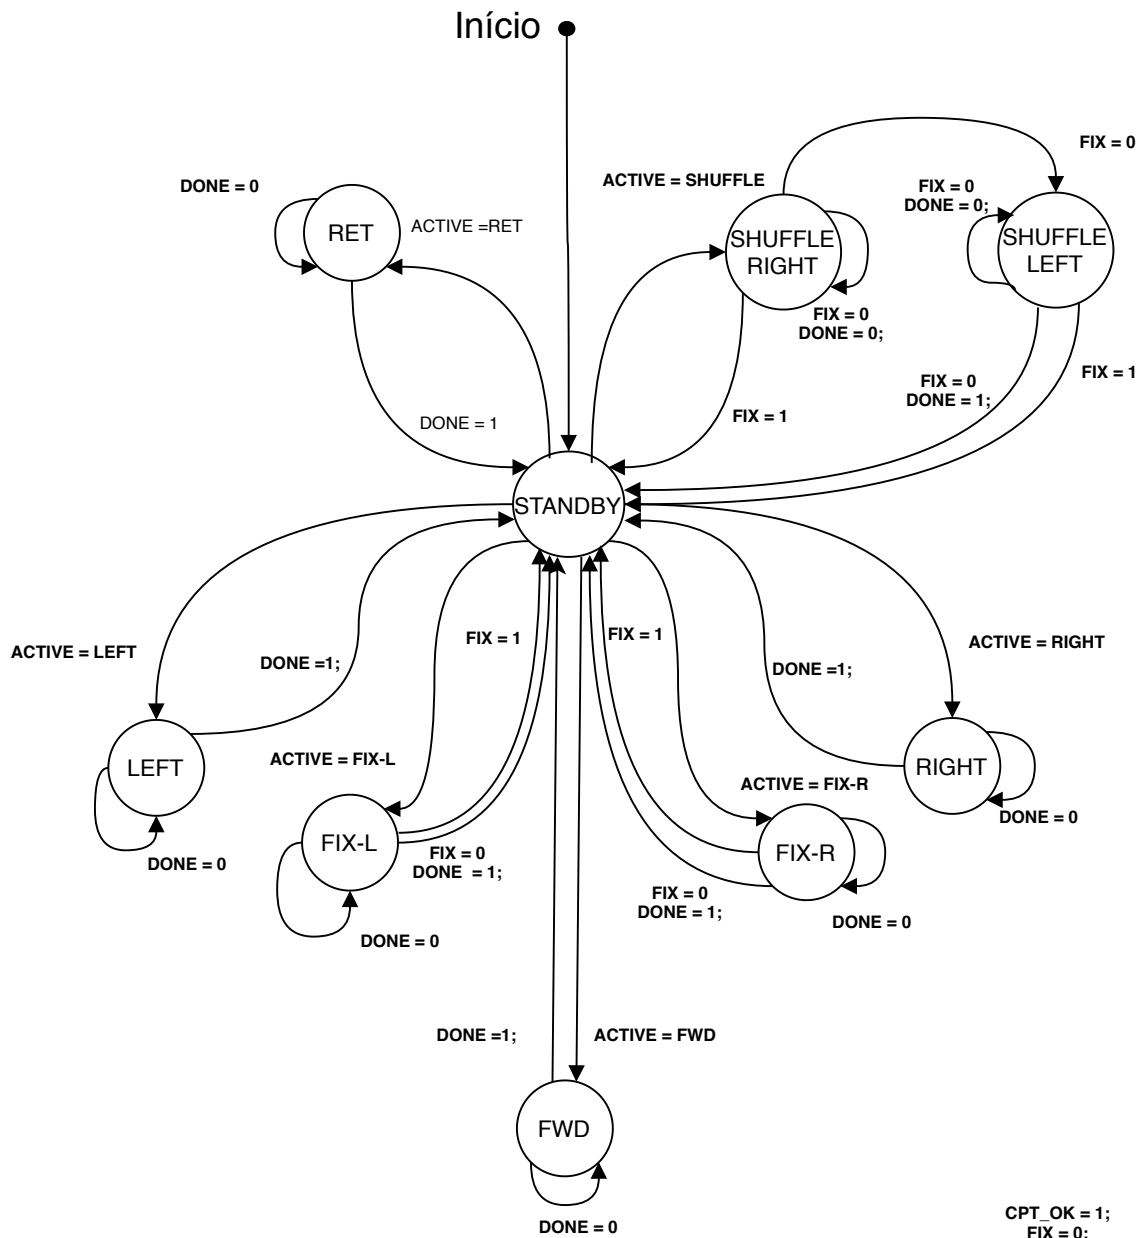 Início
FIX = 0
ACTIVE = SHUFFLE
DONE = 0
FIX = 0
DONE = 0;
RET
ACTIVE =RET
SHUFFLE
RIGHT
SHUFFLE
LEFT
FIX = 0
DONE = 0;
FIX = 1
FIX = 0
DONE = 1;
DONE = 1
FIX = 1
STANDBY
ACTIVE = LEFT
DONE =1;
FIX = 1
FIX = 1
DONE =1;
ACTIVE = RIGHT
LEFT
ACTIVE = FIX-L
ACTIVE = FIX-R
RIGHT
DONE = 0
FIX-L
FIX = 0
DONE  = 1;
FIX-R
DONE = 0
DONE = 0
FIX = 0
DONE = 1;
DONE = 0
DONE =1;
ACTIVE = FWD
FWD
DONE = 0
CPT_OK = 1;
FIX = 0;